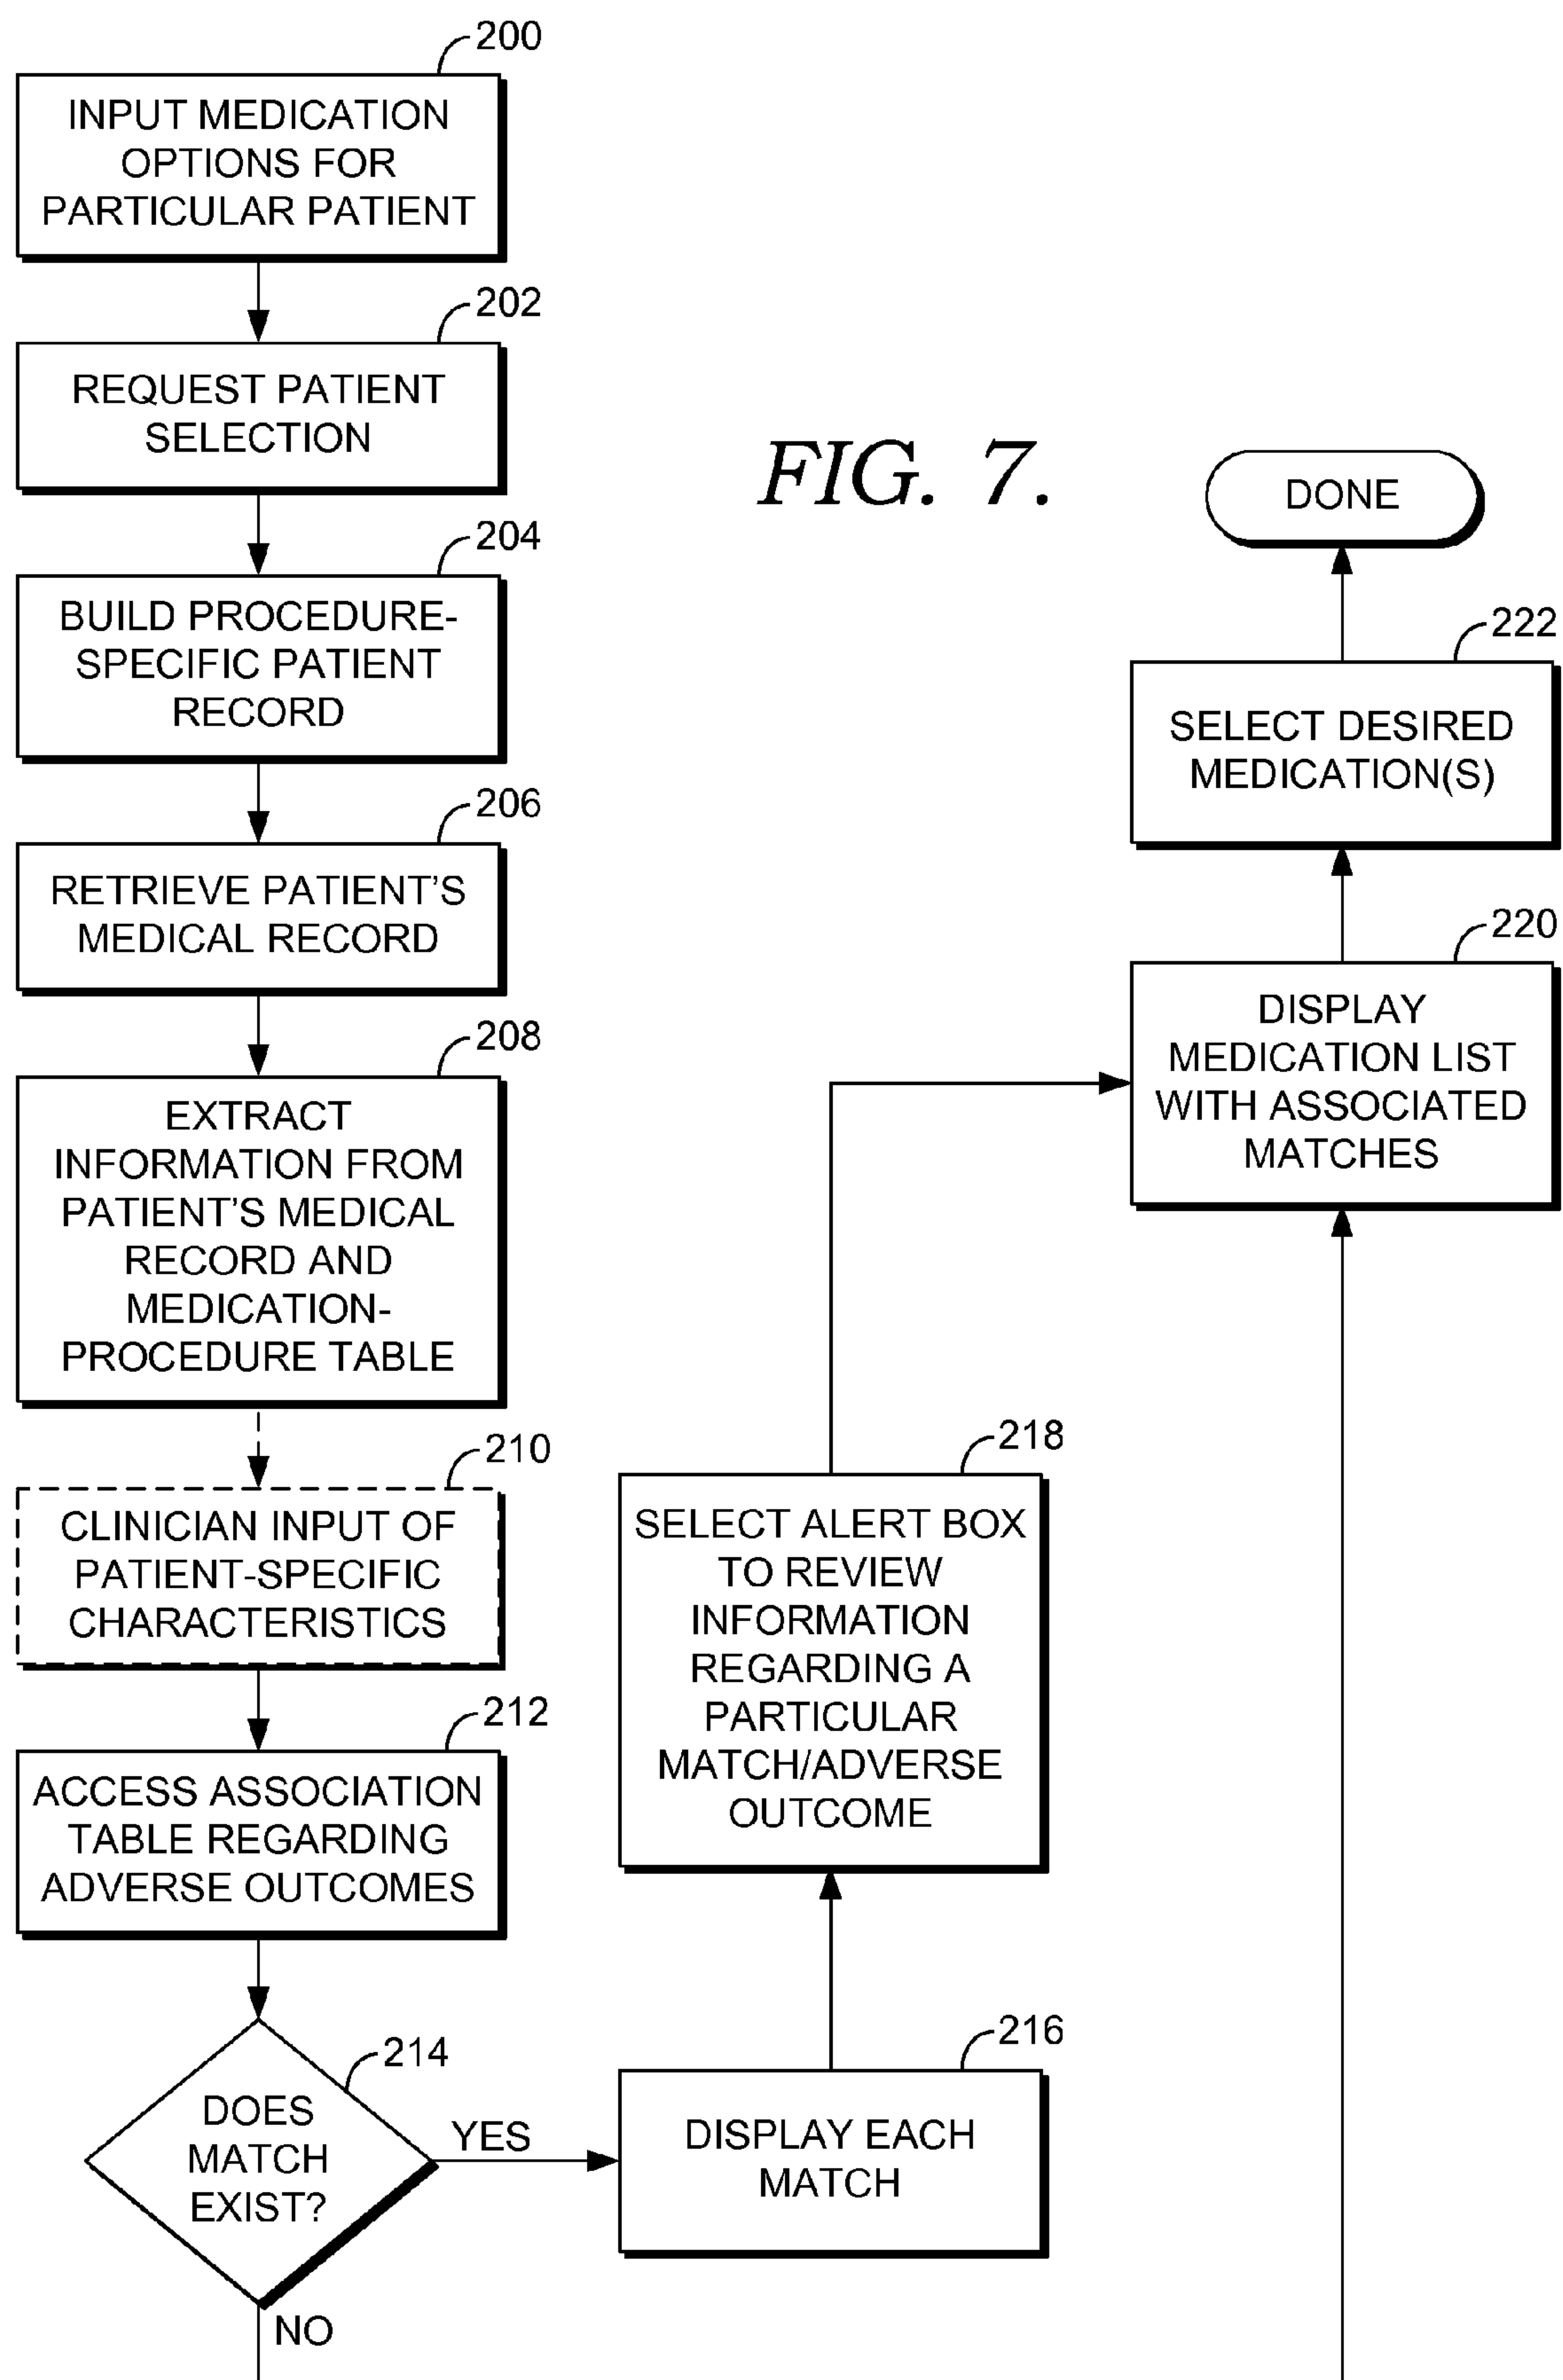 200
INPUT MEDICATION
OPTIONS FOR
PARTICULAR PATIENT
202
REQUEST PATIENT
SELECTION
204
BUILD PROCEDURE-
SPECIFIC PATIENT
RECORD
206
RETRIEVE PATIENT'S
MEDICAL RECORD
208
EXTRACT
INFORMATION FROM
PATIENT'S MEDICAL
RECORD AND
MEDICATION-
PROCEDURE TABLE
210
CLINICIAN INPUT OF
PATIENT-SPECIFIC
CHARACTERISTICS
212
ACCESS ASSOCIATION
TABLE REGARDING
ADVERSE OUTCOMES
214
DOES
MATCH
EXIST?
YES
NO
216
DISPLAY EACH
MATCH
218
SELECT ALERT BOX
TO REVIEW
INFORMATION
REGARDING A
PARTICULAR
MATCH/ADVERSE
OUTCOME
220
DISPLAY
MEDICATION LIST
WITH ASSOCIATED
MATCHES
222
SELECT DESIRED
MEDICATION(S)
DONE
FIG. 7.